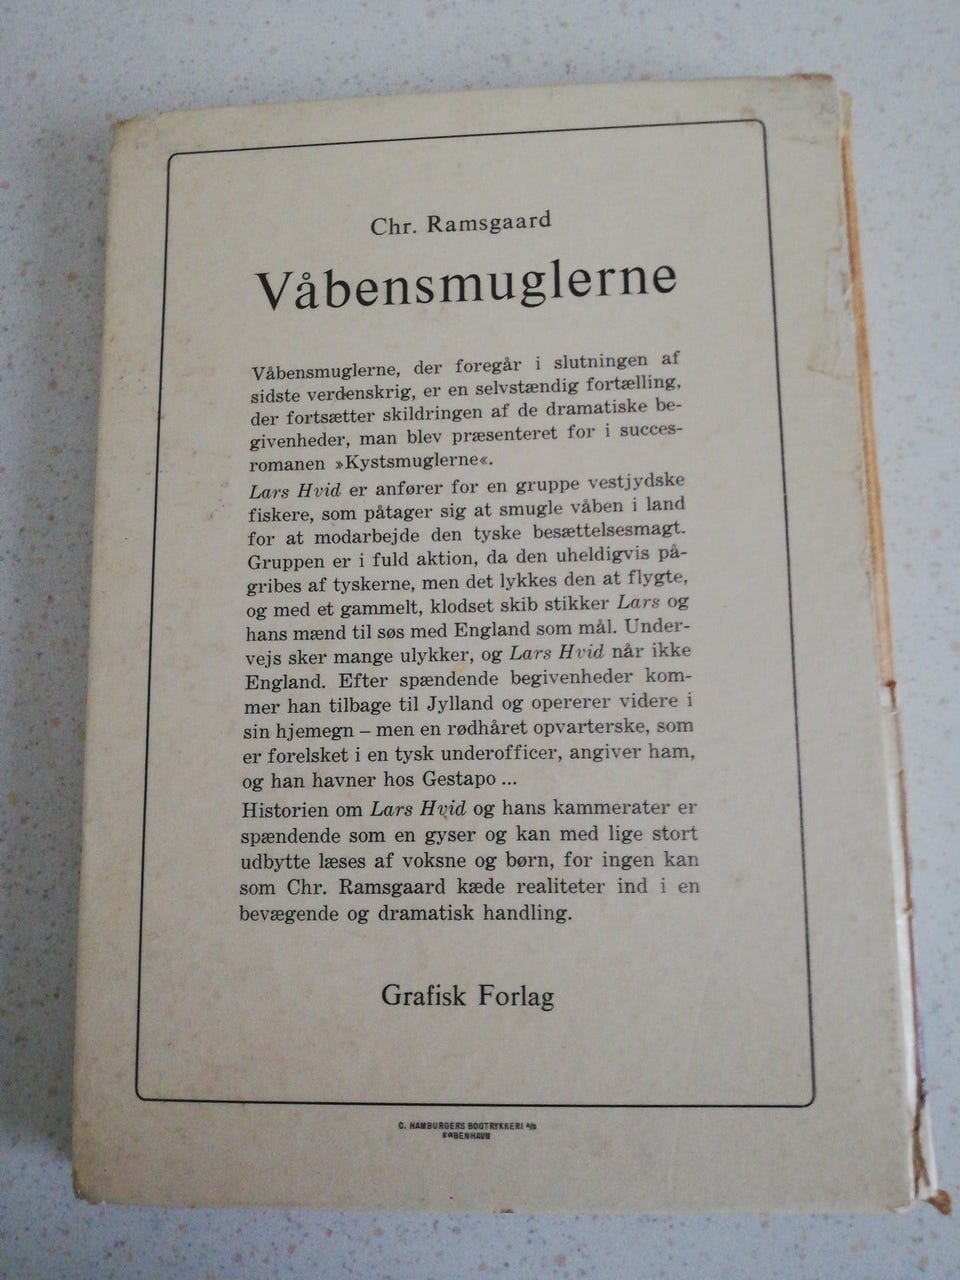 Chr. Ramsgaard
Våbensmuglerne
Våbensmuglerne, der foregår i slutningen af
sidste verdenskrig, er en selvstændig fortælling,
der fortsætter skildringen af de dramatiske be-
givenheder, man blev præsenteret for i succes-
romanen »Kystsmuglerne«.
Lars Hvid er anfører for en gruppe vestjydske
fiskere, som påtager sig at smugle våben i land
for at modarbejde den tyske besættelsesmagt.
Gruppen er i fuld aktion, da den uheldigvis på-
gribes af tyskerne, men det lykkes den at flygte,
og med et gammelt, klodset skib stikker Lars og
hans mænd til søs med England som mål. Under-
vejs sker mange ulykker, og Lars Hvid når ikke
England. Efter spændende begivenheder kom-
mer han tilbage til Jylland og opererer videre i
sin hjemegn – men en rødhåret opvarterske, som
er forelsket i en tysk underofficer, angiver ham,
og han havner hos Gestapo ...
Historien om Lars Hvid og hans kammerater er
spændende som en gyser og kan med lige stort
udbytte læses af voksne og børn, for ingen kan
som Chr. Ramsgaard kæde realiteter ind i en
bevægende og dramatisk handling.
Grafisk Forlag
C. HAMBURGERS BOGTRYKKERI A/S
KØBENHAVN